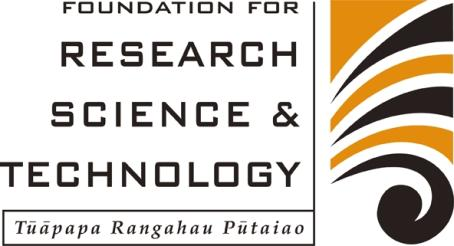 FOUNDATION FOR
RESEARCH
SCIENCE &
TECHNOLOGY
Tūāpapa Rangahau Pūtaiao